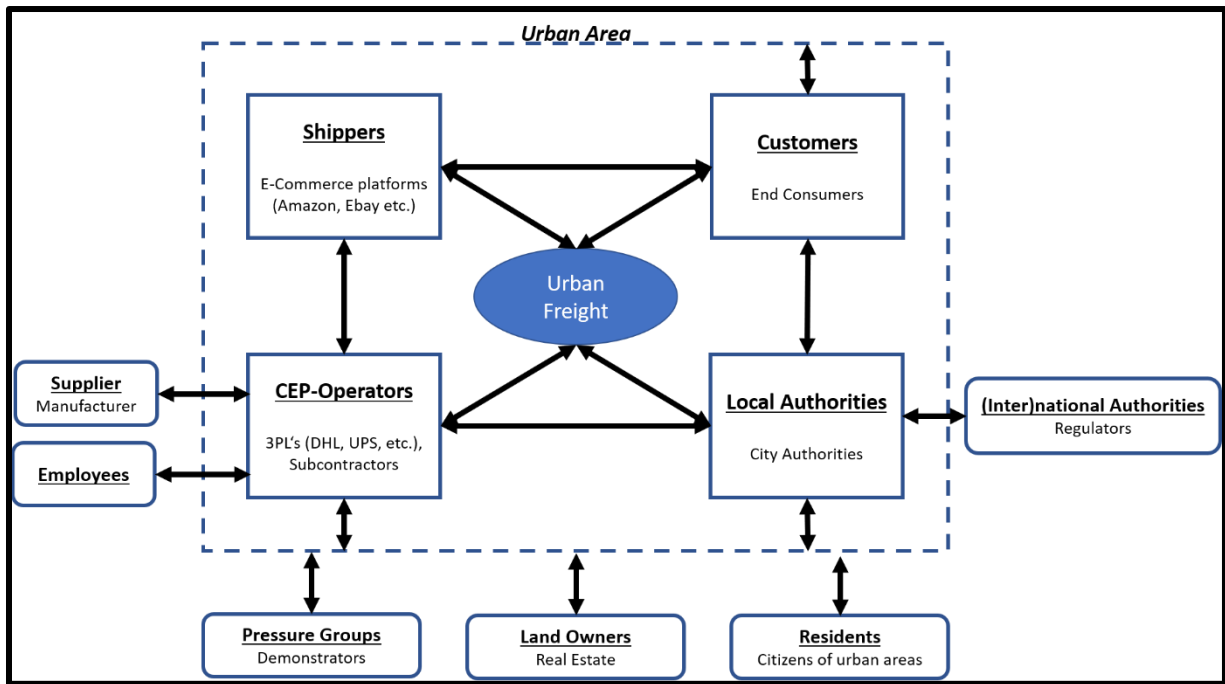 Urban Area
Shippers
E-Commerce platforms
(Amazon, Ebay etc.)
Customers
End Consumers
Urban
Freight
Supplier
Manufacturer
Employees
CEP-Operators
3PL‘s (DHL, UPS, etc.),
Subcontractors
Local Authorities
City Authorities
(Inter)national Authorities
Regulators
Pressure Groups
Demonstrators
Land Owners
Real Estate
Residents
Citizens of urban areas